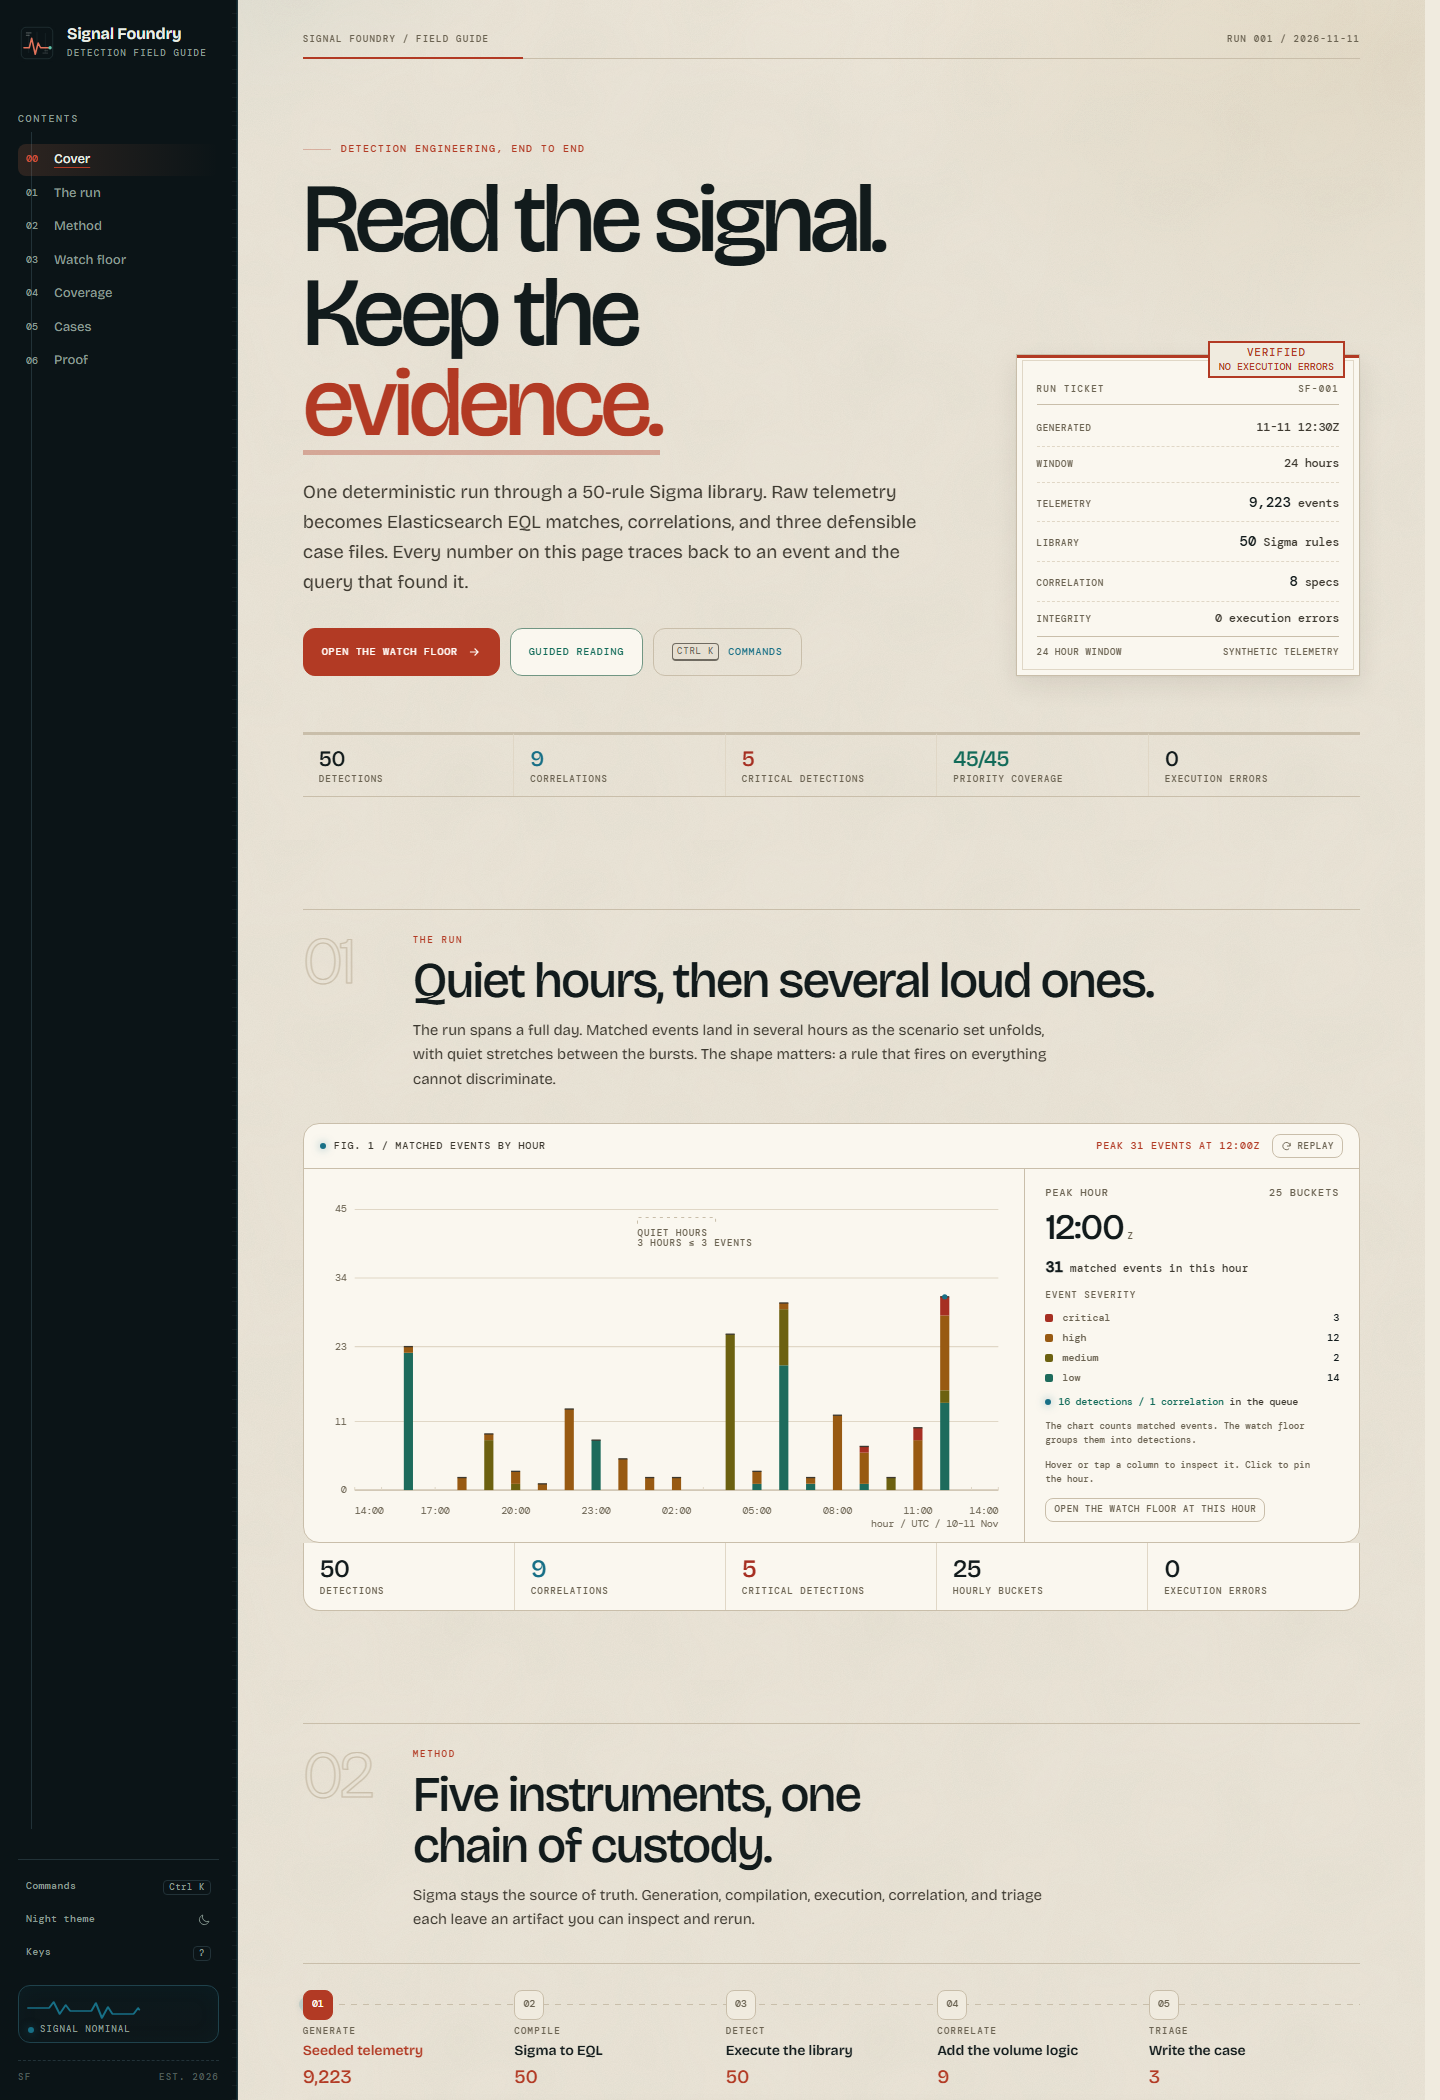 Signal Foundry
DETECTION FIELD GUIDE
CONTENTS
00 Cover
01 The run
02 Method
03 Watch floor
04 Coverage
05 Cases
06 Proof
Commands Ctrl K
Night theme
Keys ?
SIGNAL NOMINAL
SF EST. 2026
SIGNAL FOUNDRY / FIELD GUIDE
RUN 001 / 2026-11-11
DETECTION ENGINEERING, END TO END
Read the signal.
Keep the
evidence.
One deterministic run through a 50-rule Sigma library. Raw telemetry
becomes Elasticsearch EQL matches, correlations, and three defensible
case files. Every number on this page traces back to an event and the
query that found it.
OPEN THE WATCH FLOOR →
GUIDED READING
CTRL K COMMANDS
VERIFIED
NO EXECUTION ERRORS
RUN TICKET SF-001
GENERATED 11-11 12:30Z
WINDOW 24 hours
TELEMETRY 9,223 events
LIBRARY 50 Sigma rules
CORRELATION 8 specs
INTEGRITY 0 execution errors
24 HOUR WINDOW SYNTHETIC TELEMETRY
50
DETECTIONS
9
CORRELATIONS
5
CRITICAL DETECTIONS
45/45
PRIORITY COVERAGE
0
EXECUTION ERRORS
01
THE RUN
Quiet hours, then several loud ones.
The run spans a full day. Matched events land in several hours as the scenario set unfolds,
with quiet stretches between the bursts. The shape matters: a rule that fires on everything
cannot discriminate.
FIG. 1 / MATCHED EVENTS BY HOUR
PEAK 31 EVENTS AT 12:00Z
REPLAY
45
QUIET HOURS
3 HOURS ≤ 3 EVENTS
34
23
11
0
14:00 17:00 20:00 23:00 02:00 05:00 08:00 11:00 14:00
hour / UTC / 10-11 Nov
PEAK HOUR 25 BUCKETS
12:00 Z
31 matched events in this hour
EVENT SEVERITY
critical 3
high 12
medium 2
low 14
16 detections / 1 correlation in the queue
The chart counts matched events. The watch floor
groups them into detections.
Hover or tap a column to inspect it. Click to pin
the hour.
OPEN THE WATCH FLOOR AT THIS HOUR
50
DETECTIONS
9
CORRELATIONS
5
CRITICAL DETECTIONS
25
HOURLY BUCKETS
0
EXECUTION ERRORS
02
METHOD
Five instruments, one
chain of custody.
Sigma stays the source of truth. Generation, compilation, execution, correlation, and triage
each leave an artifact you can inspect and rerun.
01
GENERATE
Seeded telemetry
9,223
02
COMPILE
Sigma to EQL
50
03
DETECT
Execute the library
50
04
CORRELATE
Add the volume logic
9
05
TRIAGE
Write the case
3